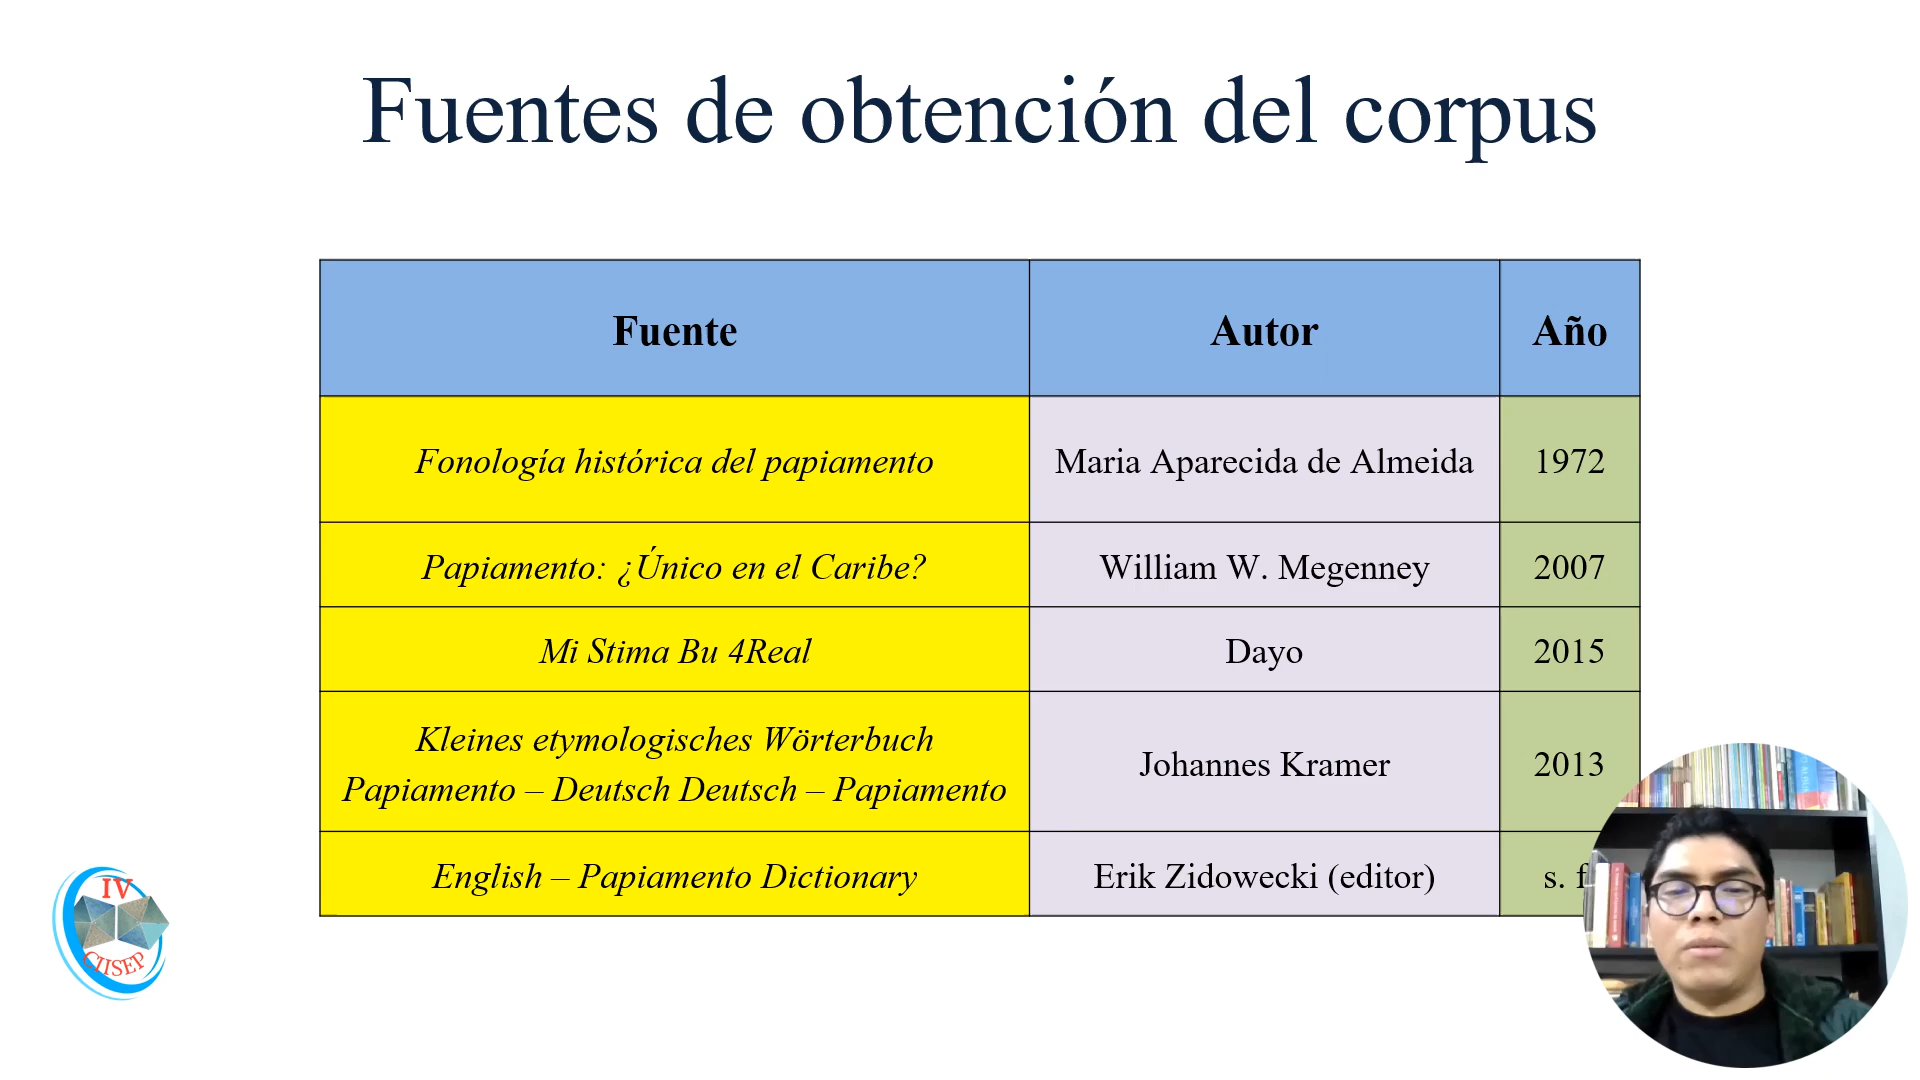 Fuentes de obtención del corpus
Fuente Autor Año
Fonología histórica del papiamento Maria Aparecida de Almeida 1972
Papiamento: ¿Único en el Caribe? William W. Megenney 2007
Mi Stima Bu 4Real Dayo 2015
Kleines etymologisches Wörterbuch
Papiamento – Deutsch Deutsch – Papiamento Johannes Kramer 2013
English – Papiamento Dictionary Erik Zidowecki (editor) s. f
IV
CIISEP